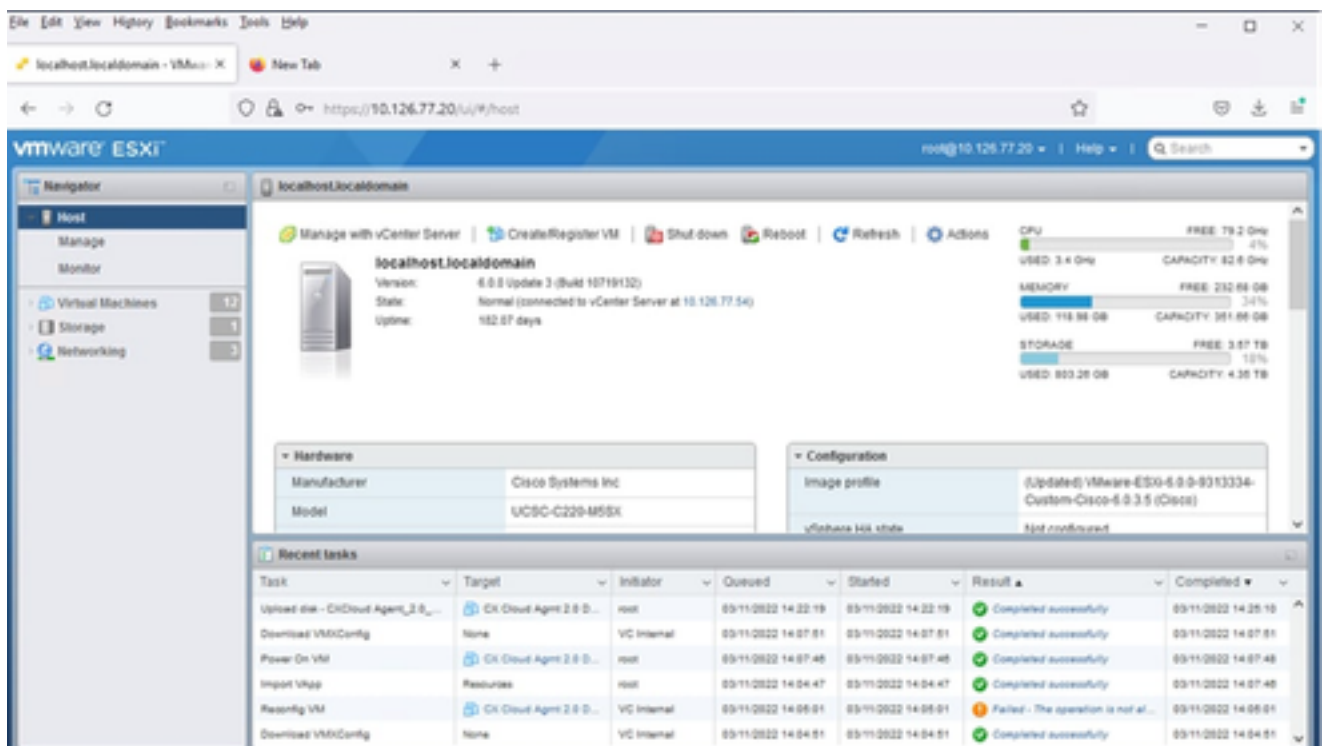 File Edit View History Bookmarks Tools Help
localhost.localdomain - VMwar
New Tab
https://10.126.77.20/ui/#/host
vmware ESXi
root@10.126.77.20
Help
Search
Navigator
localhost.localdomain
Host
Manage
Monitor
Virtual Machines 12
Storage 1
Networking 3
Manage with vCenter Server | Create/Register VM | Shut down Reboot | Refresh | Actions
localhost.localdomain
Version: 6.0.0 Update 3 (Build 10719132)
State: Normal (connected to vCenter Server at 10.126.77.54)
Uptime: 182.07 days
CPU FREE: 79.2 GHz
4%
USED: 3.4 GHz CAPACITY: 82.6 GHz
MEMORY FREE: 232.68 GB
34%
USED: 118.98 GB CAPACITY: 351.66 GB
STORAGE FREE: 3.57 TB
18%
USED: 803.26 GB CAPACITY: 4.35 TB
Hardware
Manufacturer Cisco Systems Inc
Model UCSC-C220-M5SX
Configuration
Image profile (Updated) VMware-ESXi-6.0.0-9313334-
Custom-Cisco-6.0.3.5 (Cisco)
vSphere HA state Not configured
Recent tasks
Task Target Initiator Queued Started Result Completed
Upload disk - CXCloud Agent_2.0_... CX Cloud Agnt 2.0 D... root 03/11/2022 14:22:19 03/11/2022 14:22:19 Completed successfully 03/11/2022 14:25:10
Download VMXConfig None VC Internal 03/11/2022 14:07:51 03/11/2022 14:07:51 Completed successfully 03/11/2022 14:07:51
Power On VM CX Cloud Agnt 2.0 D... root 03/11/2022 14:07:46 03/11/2022 14:07:46 Completed successfully 03/11/2022 14:07:48
Import VApp Resources root 03/11/2022 14:04:47 03/11/2022 14:04:47 Completed successfully 03/11/2022 14:07:46
Reconfig VM CX Cloud Agnt 2.0 D... VC Internal 03/11/2022 14:05:01 03/11/2022 14:05:01 Failed - The operation is not al... 03/11/2022 14:05:01
Download VMXConfig None VC Internal 03/11/2022 14:04:51 03/11/2022 14:04:51 Completed successfully 03/11/2022 14:04:51